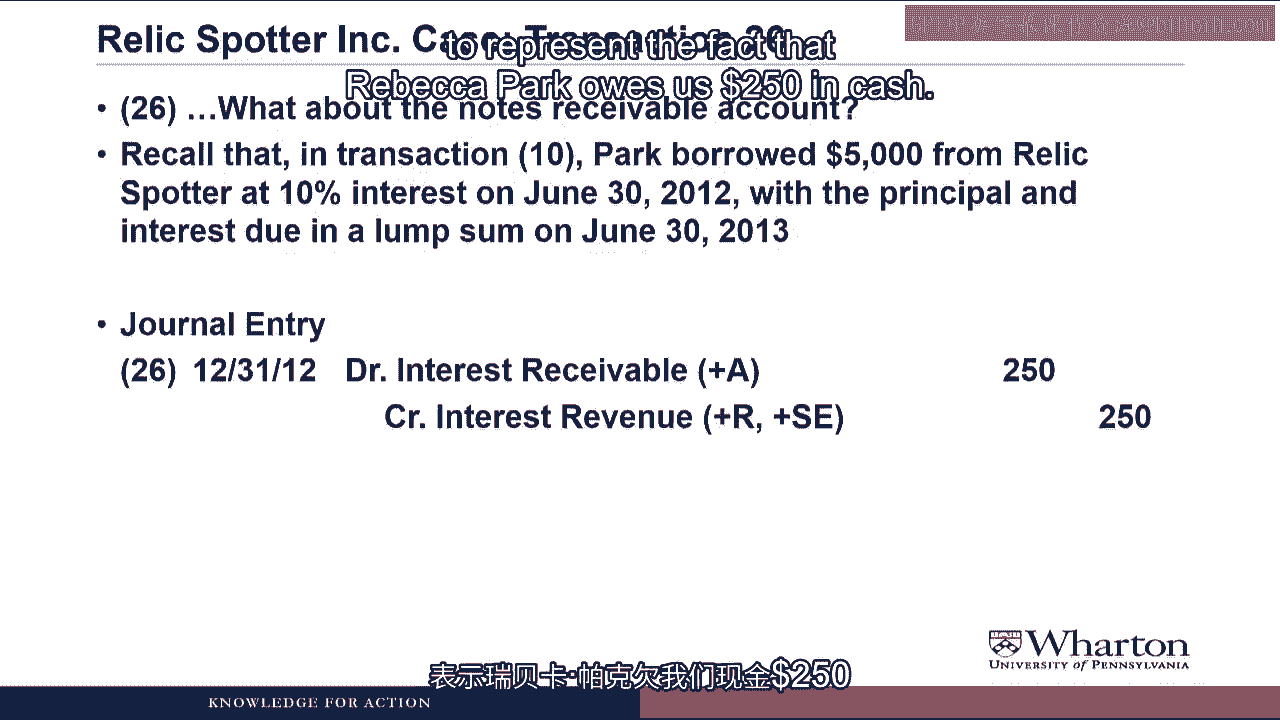 Relic Spotter Inc. Case: Transaction 26
to represent the fact that
Rebecca Park owes us $250 in cash.
• (26) …What about the notes receivable account?
• Recall that, in transaction (10), Park borrowed $5,000 from Relic
Spotter at 10% interest on June 30, 2012, with the principal and
interest due in a lump sum on June 30, 2013
• Journal Entry
(26) 12/31/12 Dr. Interest Receivable (+A) 250
Cr. Interest Revenue (+R, +SE) 250
Wharton
UNIVERSITY of PENNSYLVANIA
表示瑞贝卡·帕克欠我们现金$250
KNOWLEDGE FOR ACTION